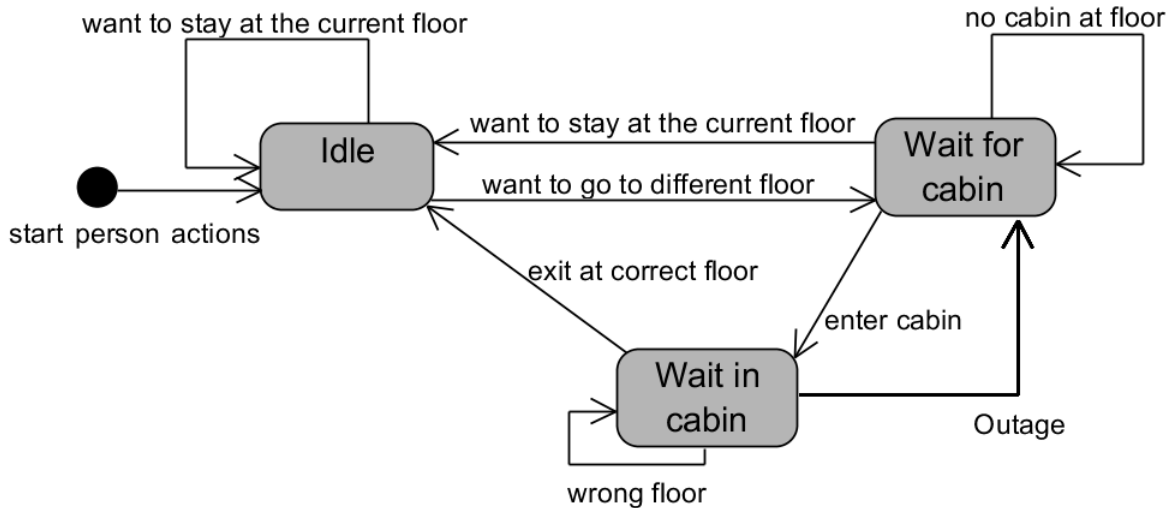 want to stay at the current floor
no cabin at floor
Idle
want to stay at the current floor
Wait for
cabin
want to go to different floor
start person actions
exit at correct floor
enter cabin
Wait in
cabin
Outage
wrong floor